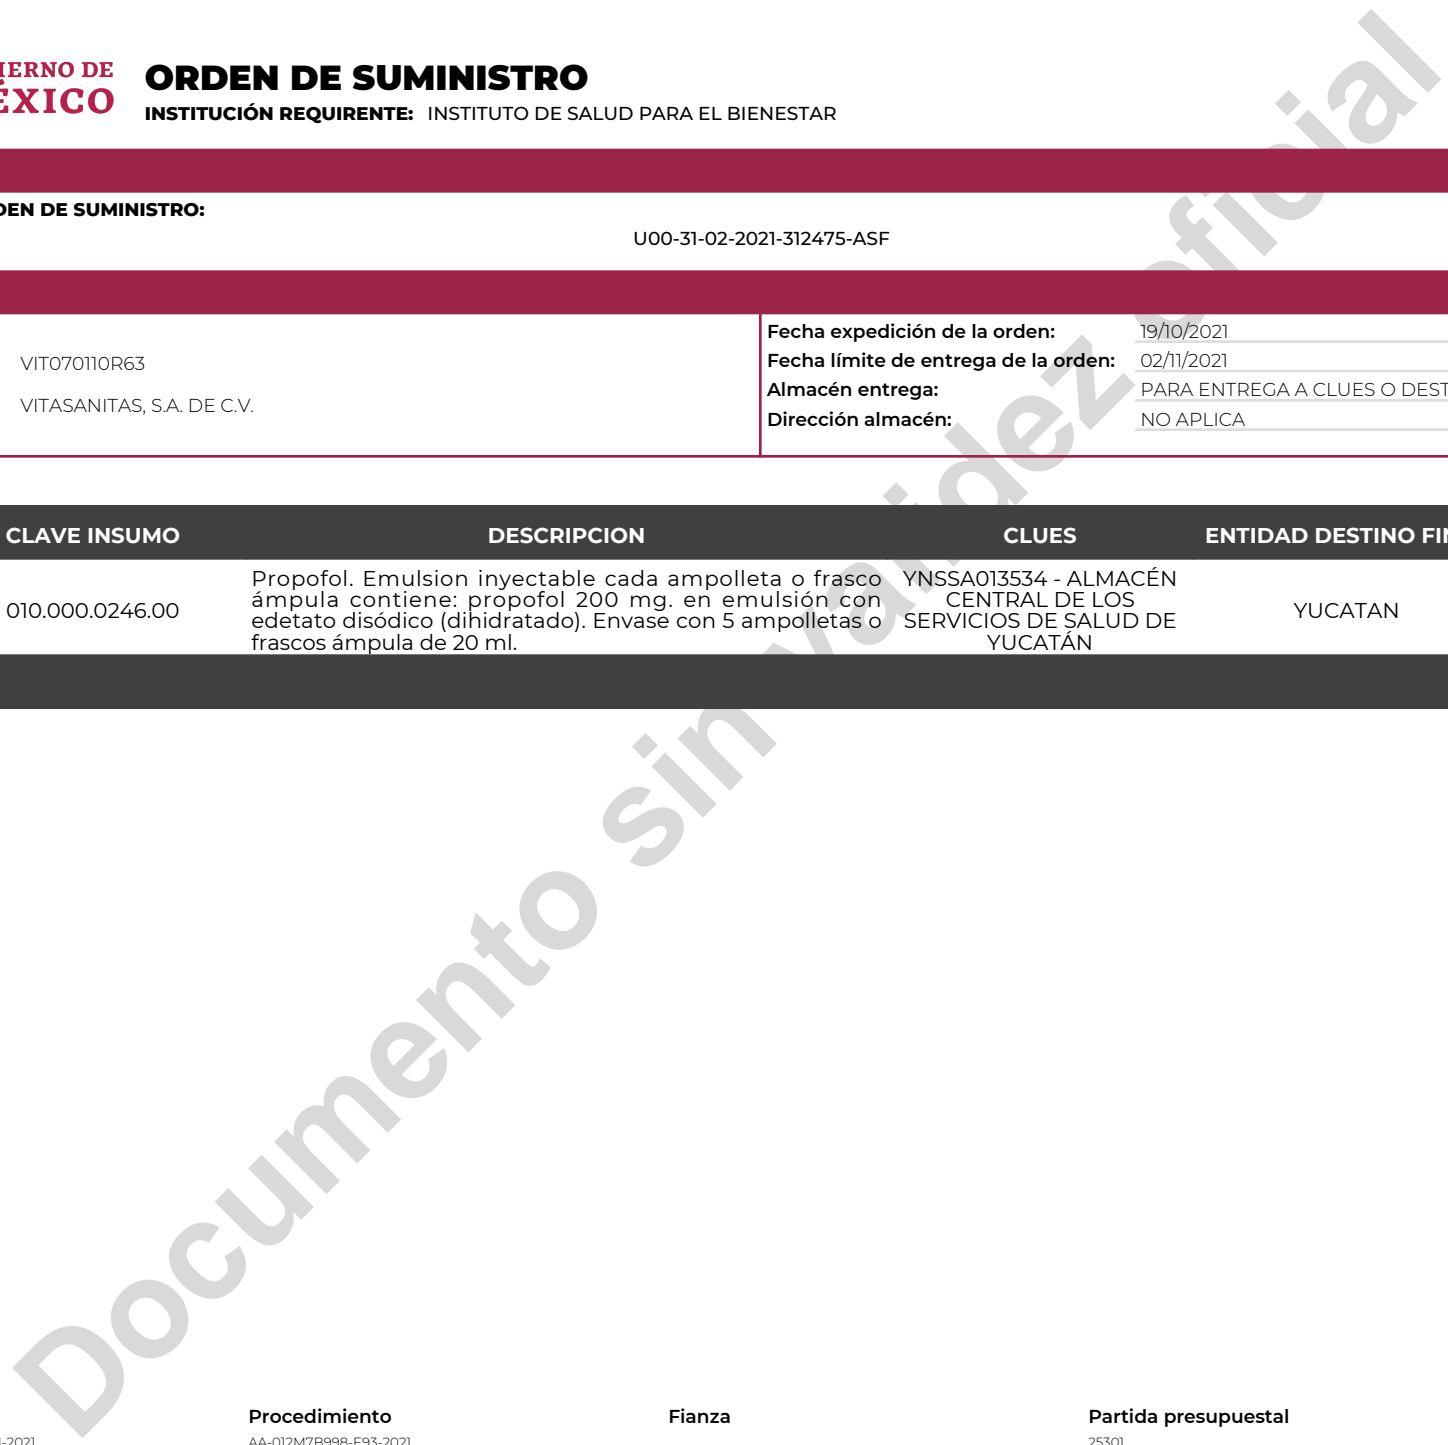 ORDEN DE SUMINISTRO
DE
INSTITUCIÓN REQUIRENTE: INSTITUTO DE SALUD PARA EL BIENESTAR
DE SUMINISTRO:
U00-31-02-2021-312475-ASF
VIT070110R63
VITASANITAS, S.A. DE C.V.
Fecha expedición de la orden: 19/10/2021
Fecha límite de entrega de la orden: 02/11/2021
Almacén entrega: PARA ENTREGA A CLUES O
Dirección almacén: NO APLICA
CLAVE INSUMO DESCRIPCION CLUES ENTIDAD DESTINO
010.000.0246.00
Propofol. Emulsion inyectable cada ampolleta o frasco
ámpula contiene: propofol 200 mg. en emulsión con
edetato disódico (dihidratado). Envase con 5 ampolletas o
frascos ámpula de 20 ml.
YNSSA013534 - ALMACÉN
CENTRAL DE LOS
SERVICIOS DE SALUD DE
YUCATÁN
YUCATAN
Documento sin validez oficial
Procedimiento Fianza Partida presupuestal
AA-012M7B998-E93-2021 25301